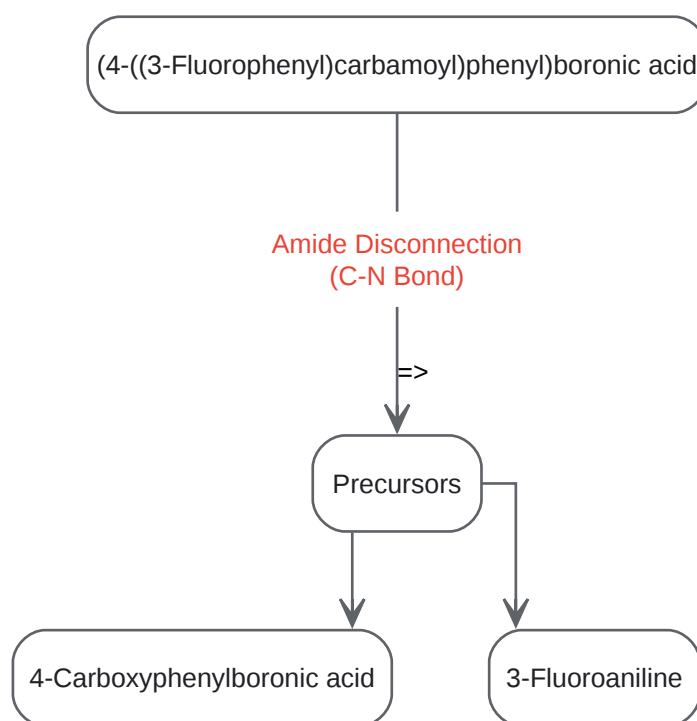 (4-((3-Fluorophenyl)carbamoyl)phenyl)boronic acid
Amide Disconnection
(C-N Bond)
=>
Precursors
4-Carboxyphenylboronic acid
3-Fluoroaniline